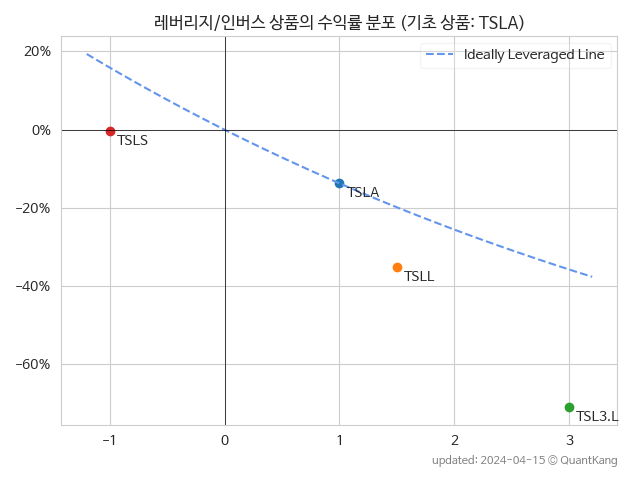 레버리지/인버스 상품의 수익률 분포 (기초 상품: TSLA)
20%
Ideally Leveraged Line
0%
TSLS
TSLA
−20%
TSLL
−40%
−60%
TSL3.L
−1 0 1 2 3
updated: 2024-04-15 © QuantKang